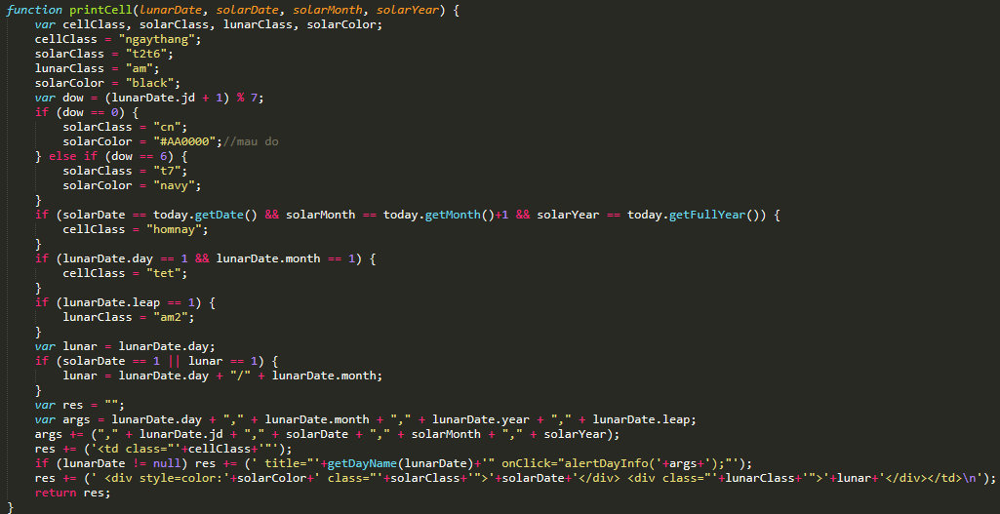 function printCell(lunarDate, solarDate, solarMonth, solarYear) {
    var cellClass, solarClass, lunarClass, solarColor;
    cellClass = "ngaythang";
    solarClass = "t2t6";
    lunarClass = "am";
    solarColor = "black";
    var dow = (lunarDate.jd + 1) % 7;
    if (dow == 0) {
        solarClass = "cn";
        solarColor = "#AA0000";//mau do
    } else if (dow == 6) {
        solarClass = "t7";
        solarColor = "navy";
    }
    if (solarDate == today.getDate() && solarMonth == today.getMonth()+1 && solarYear == today.getFullYear()) {
        cellClass = "homnay";
    }
    if (lunarDate.day == 1 && lunarDate.month == 1) {
        cellClass = "tet";
    }
    if (lunarDate.leap == 1) {
        lunarClass = "am2";
    }
    var lunar = lunarDate.day;
    if (solarDate == 1 || lunar == 1) {
        lunar = lunarDate.day + "/" + lunarDate.month;
    }
    var res = "";
    var args = lunarDate.day + "," + lunarDate.month + "," + lunarDate.year + "," + lunarDate.leap;
    args += ("," + lunarDate.jd + "," + solarDate + "," + solarMonth + "," + solarYear);
    res += ('<td class="'+cellClass+'"');
    if (lunarDate != null) res += (' title="'+getDayName(lunarDate)+'" onClick="alertDayInfo('+args+');"');
    res += (' <div style=color:'+solarColor+' class="'+solarClass+'">'+solarDate+'</div> <div class="'+lunarClass+'">'+lunar+'</div></td>\n');
    return res;
}